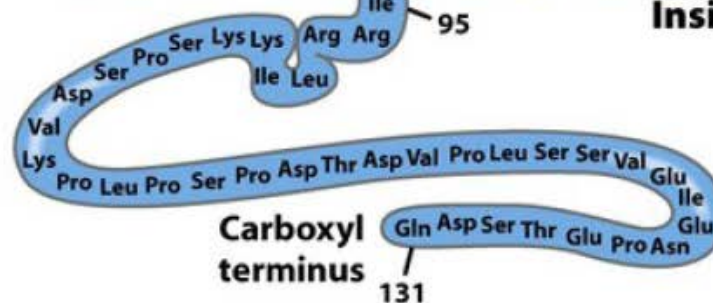 Ile
95
Insi
Ser Lys Lys Arg Arg
Pro
Ser
Ile Leu
Asp
Val
Lys
Pro Leu Pro Ser Pro Asp Thr Asp Val Pro Leu Ser Ser Val
Glu
Ile
Glu
Carboxyl
terminus
Gln Asp Ser Thr Glu Pro Asn
131